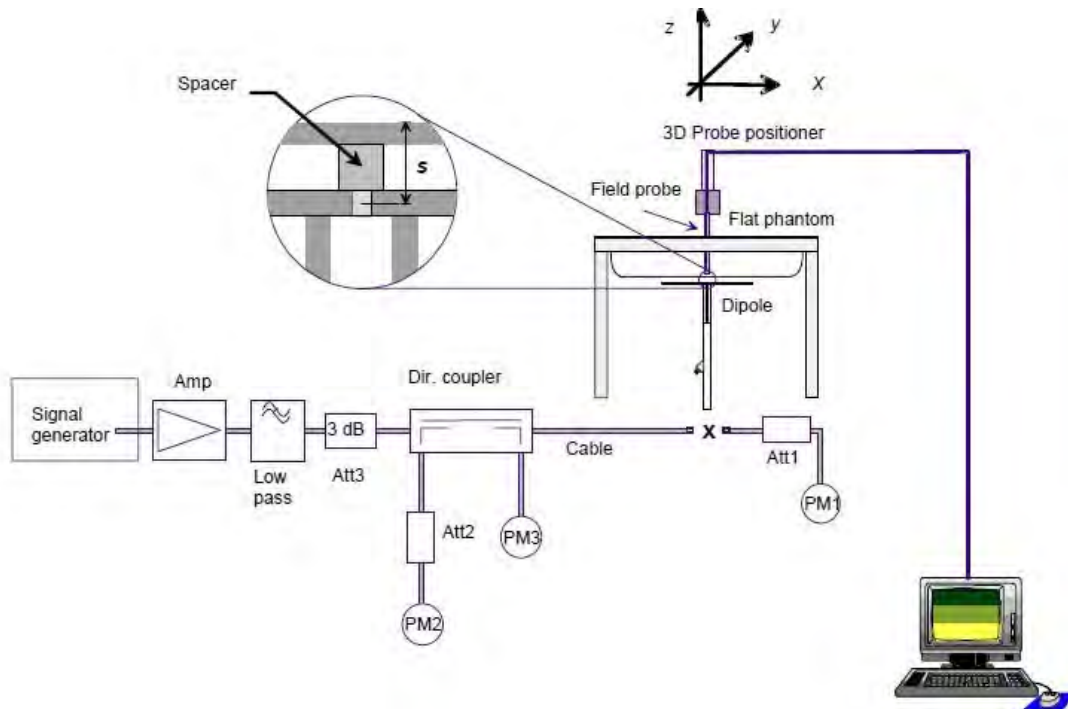 z
y
X
Spacer
s
3D Probe positioner
Field probe
Flat phantom
Dipole
Signal
generator
Amp
Low
pass
3 dB
Att3
Dir. coupler
Cable
X
Att1
PM1
Att2
PM3
PM2